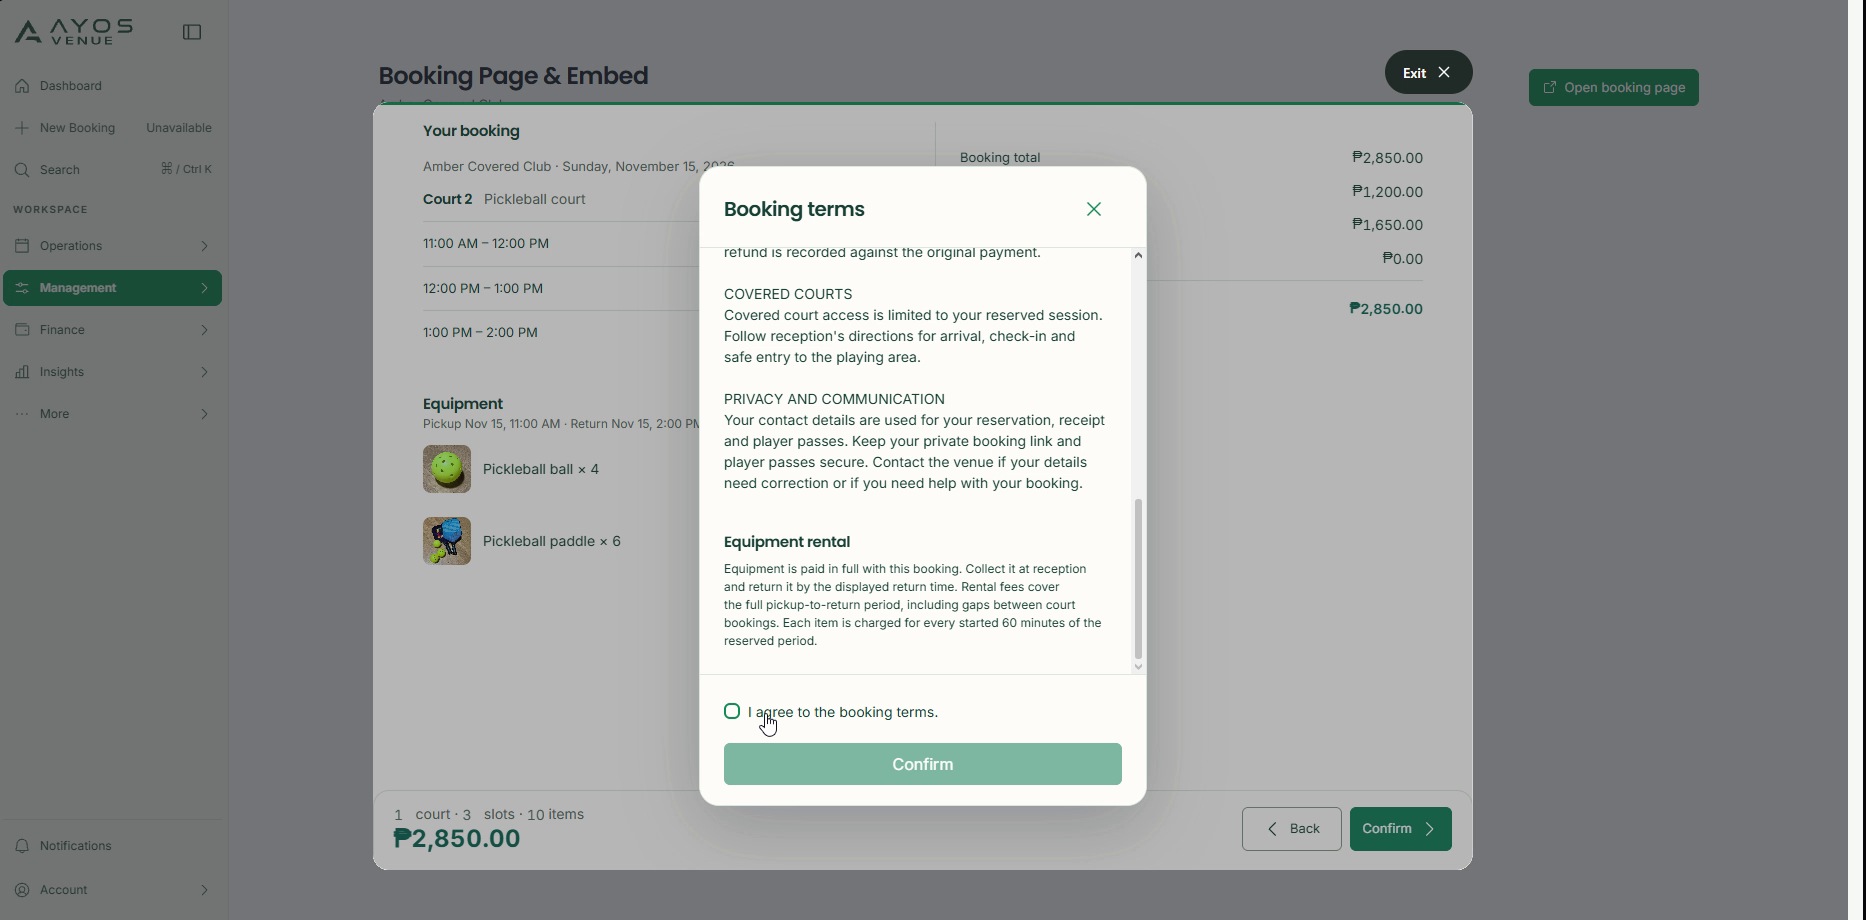 AYOS
VENUE
Dashboard
New Booking Unavailable
Search ⌘ / Ctrl K
WORKSPACE
Operations
Management
Finance
Insights
More
Notifications
Account
Booking Page & Embed
Exit
Open booking page
Your booking
Amber Covered Club · Sunday, November 15, 2026
Court 2 Pickleball court
11:00 AM – 12:00 PM
12:00 PM – 1:00 PM
1:00 PM – 2:00 PM
Equipment
Pickup Nov 15, 11:00 AM · Return Nov 15, 2:00 PM
Pickleball ball × 4
Pickleball paddle × 6
Booking total ₱2,850.00
₱1,200.00
₱1,650.00
₱0.00
₱2,850.00
Booking terms
refund is recorded against the original payment.
COVERED COURTS
Covered court access is limited to your reserved session.
Follow reception's directions for arrival, check-in and
safe entry to the playing area.
PRIVACY AND COMMUNICATION
Your contact details are used for your reservation, receipt
and player passes. Keep your private booking link and
player passes secure. Contact the venue if your details
need correction or if you need help with your booking.
Equipment rental
Equipment is paid in full with this booking. Collect it at reception
and return it by the displayed return time. Rental fees cover
the full pickup-to-return period, including gaps between court
bookings. Each item is charged for every started 60 minutes of the
reserved period.
I agree to the booking terms.
Confirm
1 court · 3 slots · 10 items
₱2,850.00
Back
Confirm